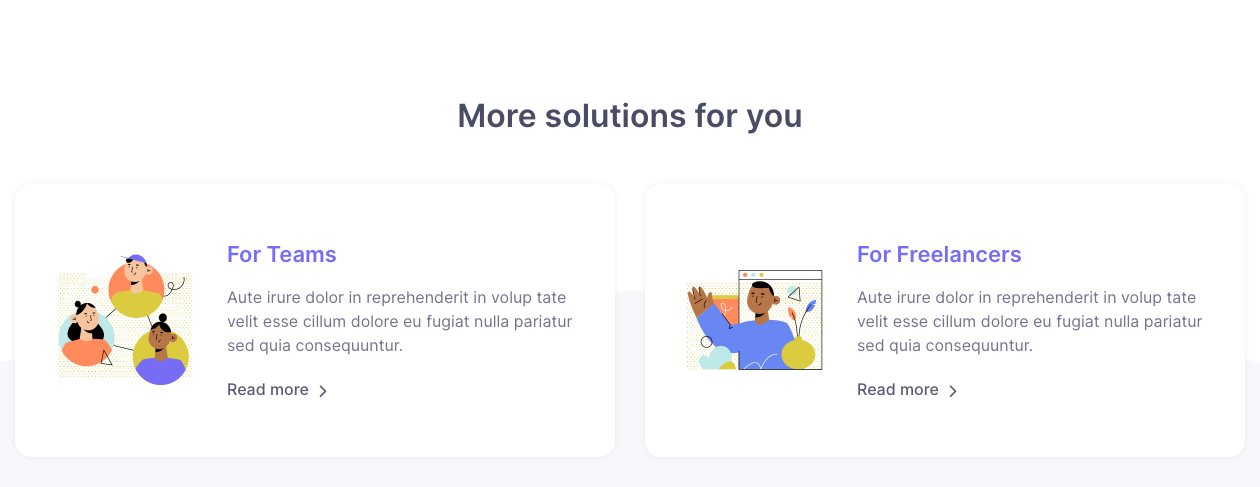 More solutions for you
For Teams
Aute irure dolor in reprehenderit in volup tate
velit esse cillum dolore eu fugiat nulla pariatur
sed quia consequuntur.
Read more
For Freelancers
Aute irure dolor in reprehenderit in volup tate
velit esse cillum dolore eu fugiat nulla pariatur
sed quia consequuntur.
Read more